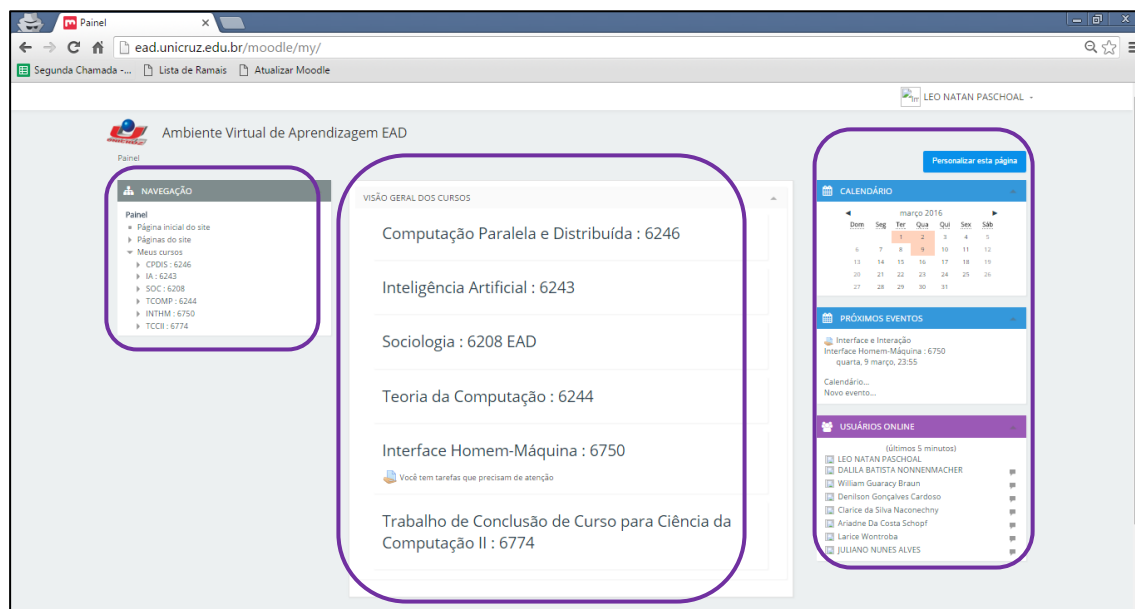 Painel
ead.unicruz.edu.br/moodle/my/
Segunda Chamada -... Lista de Ramais Atualizar Moodle
LEO NATAN PASCHOAL
Ambiente Virtual de Aprendizagem EAD
Painel
NAVEGAÇÃO
Painel
Página inicial do site
Páginas do site
Meus cursos
CPDIS : 6246
IA : 6243
SOC : 6208
TCOMP : 6244
INTHM : 6750
TCCII : 6774
VISÃO GERAL DOS CURSOS
Computação Paralela e Distribuída : 6246
Inteligência Artificial : 6243
Sociologia : 6208 EAD
Teoria da Computação : 6244
Interface Homem-Máquina : 6750
Você tem tarefas que precisam de atenção
Trabalho de Conclusão de Curso para Ciência da
Computação II : 6774
Personalizar esta página
CALENDÁRIO
março 2016
Dom Seg Ter Qua Qui Sex Sáb
1 2 3 4 5
6 7 8 9 10 11 12
13 14 15 16 17 18 19
20 21 22 23 24 25 26
27 28 29 30 31
PRÓXIMOS EVENTOS
Interface e Interação
Interface Homem-Máquina : 6750
quarta, 9 março, 23:55
Calendário...
Novo evento...
USUÁRIOS ONLINE
(últimos 5 minutos)
LEO NATAN PASCHOAL
DALILA BATISTA NONNENMACHER
William Guaracy Braun
Denilson Gonçalves Cardoso
Clarice da Silva Naconechny
Ariadne Da Costa Schopf
Larice Wontroba
JULIANO NUNES ALVES